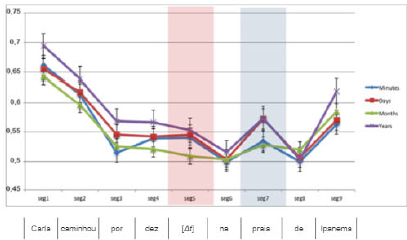 0,75
0,7
0,65
0,6
0,55
0,5
0,45
seg1 seg2 seg3 seg4 seg5 seg6 seg7 seg8 seg9
Minutes
Days
Months
Years
Carla caminhou por dez [Δt] na praia de Ipanema